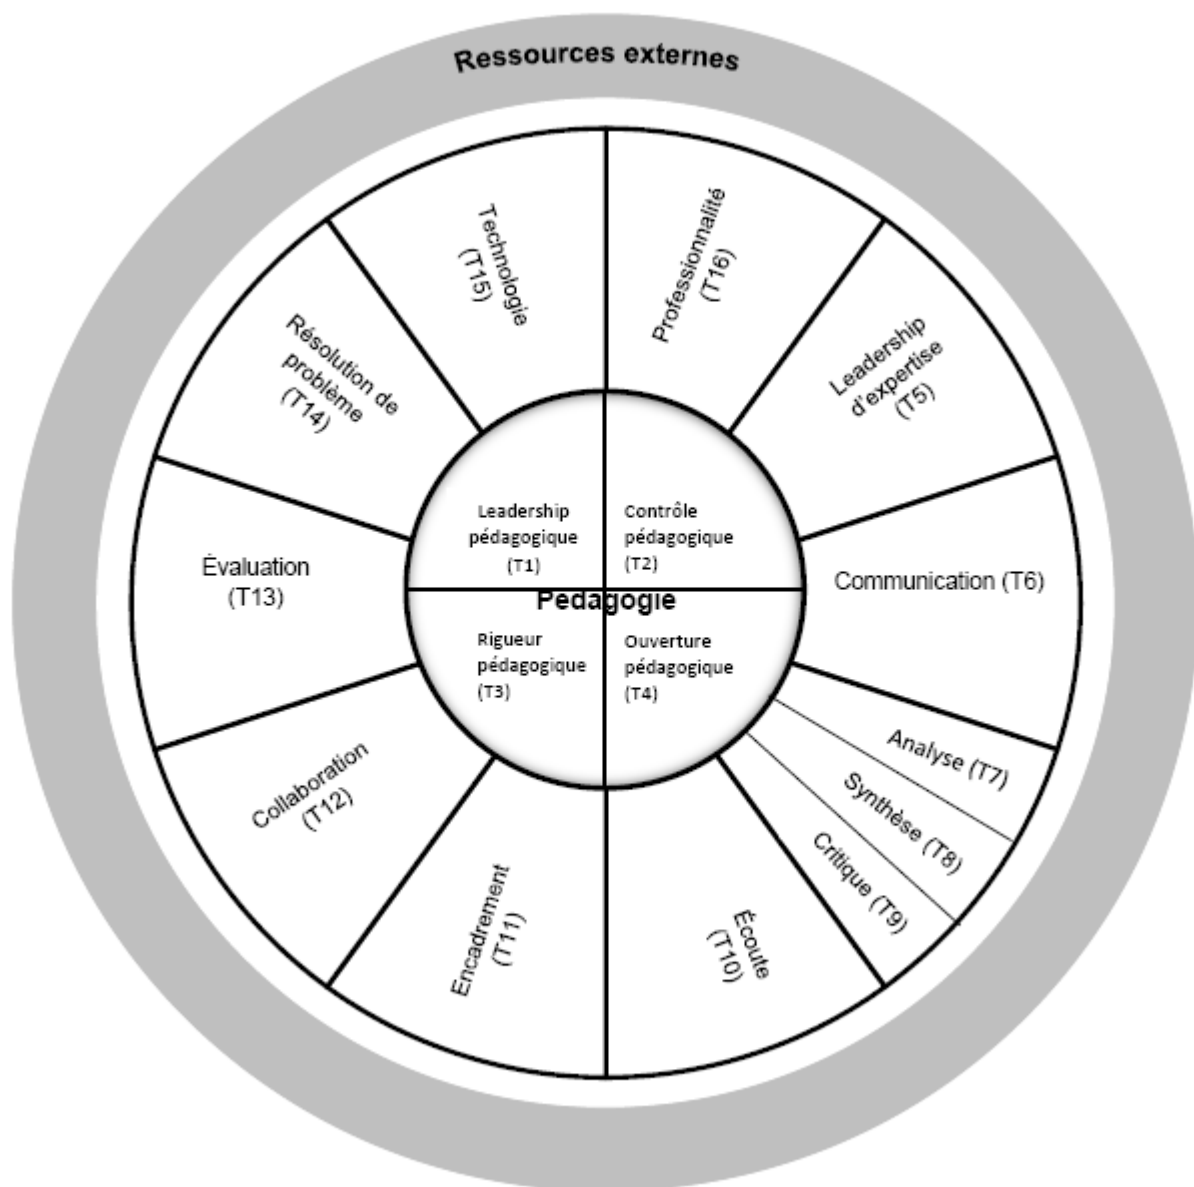 Ressources externes
Technologie
(T15)
Professionnalité
(T16)
Résolution de
problème
(T14)
Leadership
d'expertise
(T5)
Leadership
pédagogique
(T1)
Contrôle
pédagogique
(T2)
Évaluation
(T13)
Communication (T6)
Pédagogie
Rigueur
pédagogique
(T3)
Ouverture
pédagogique
(T4)
Collaboration
(T12)
Analyse (T7)
Synthèse (T8)
Critique (T9)
Encadrement
(T11)
Écoute
(T10)